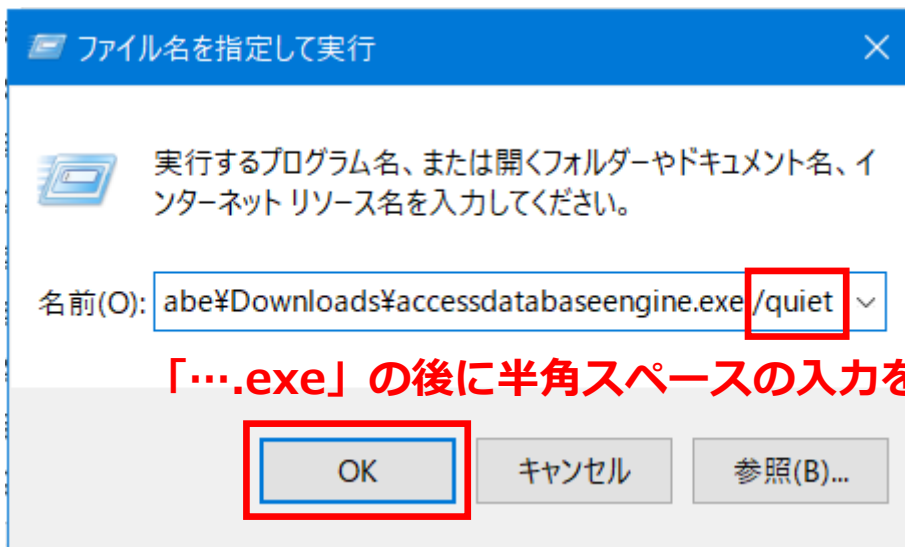 ファイル名を指定して実行
実行するプログラム名、または開くフォルダーやドキュメント名、イ
ンターネット リソース名を入力してください。
名前(O): abe¥Downloads¥accessdatabaseengine.exe /quiet
「….exe」の後に半角スペースの入力を
OK キャンセル 参照(B)...